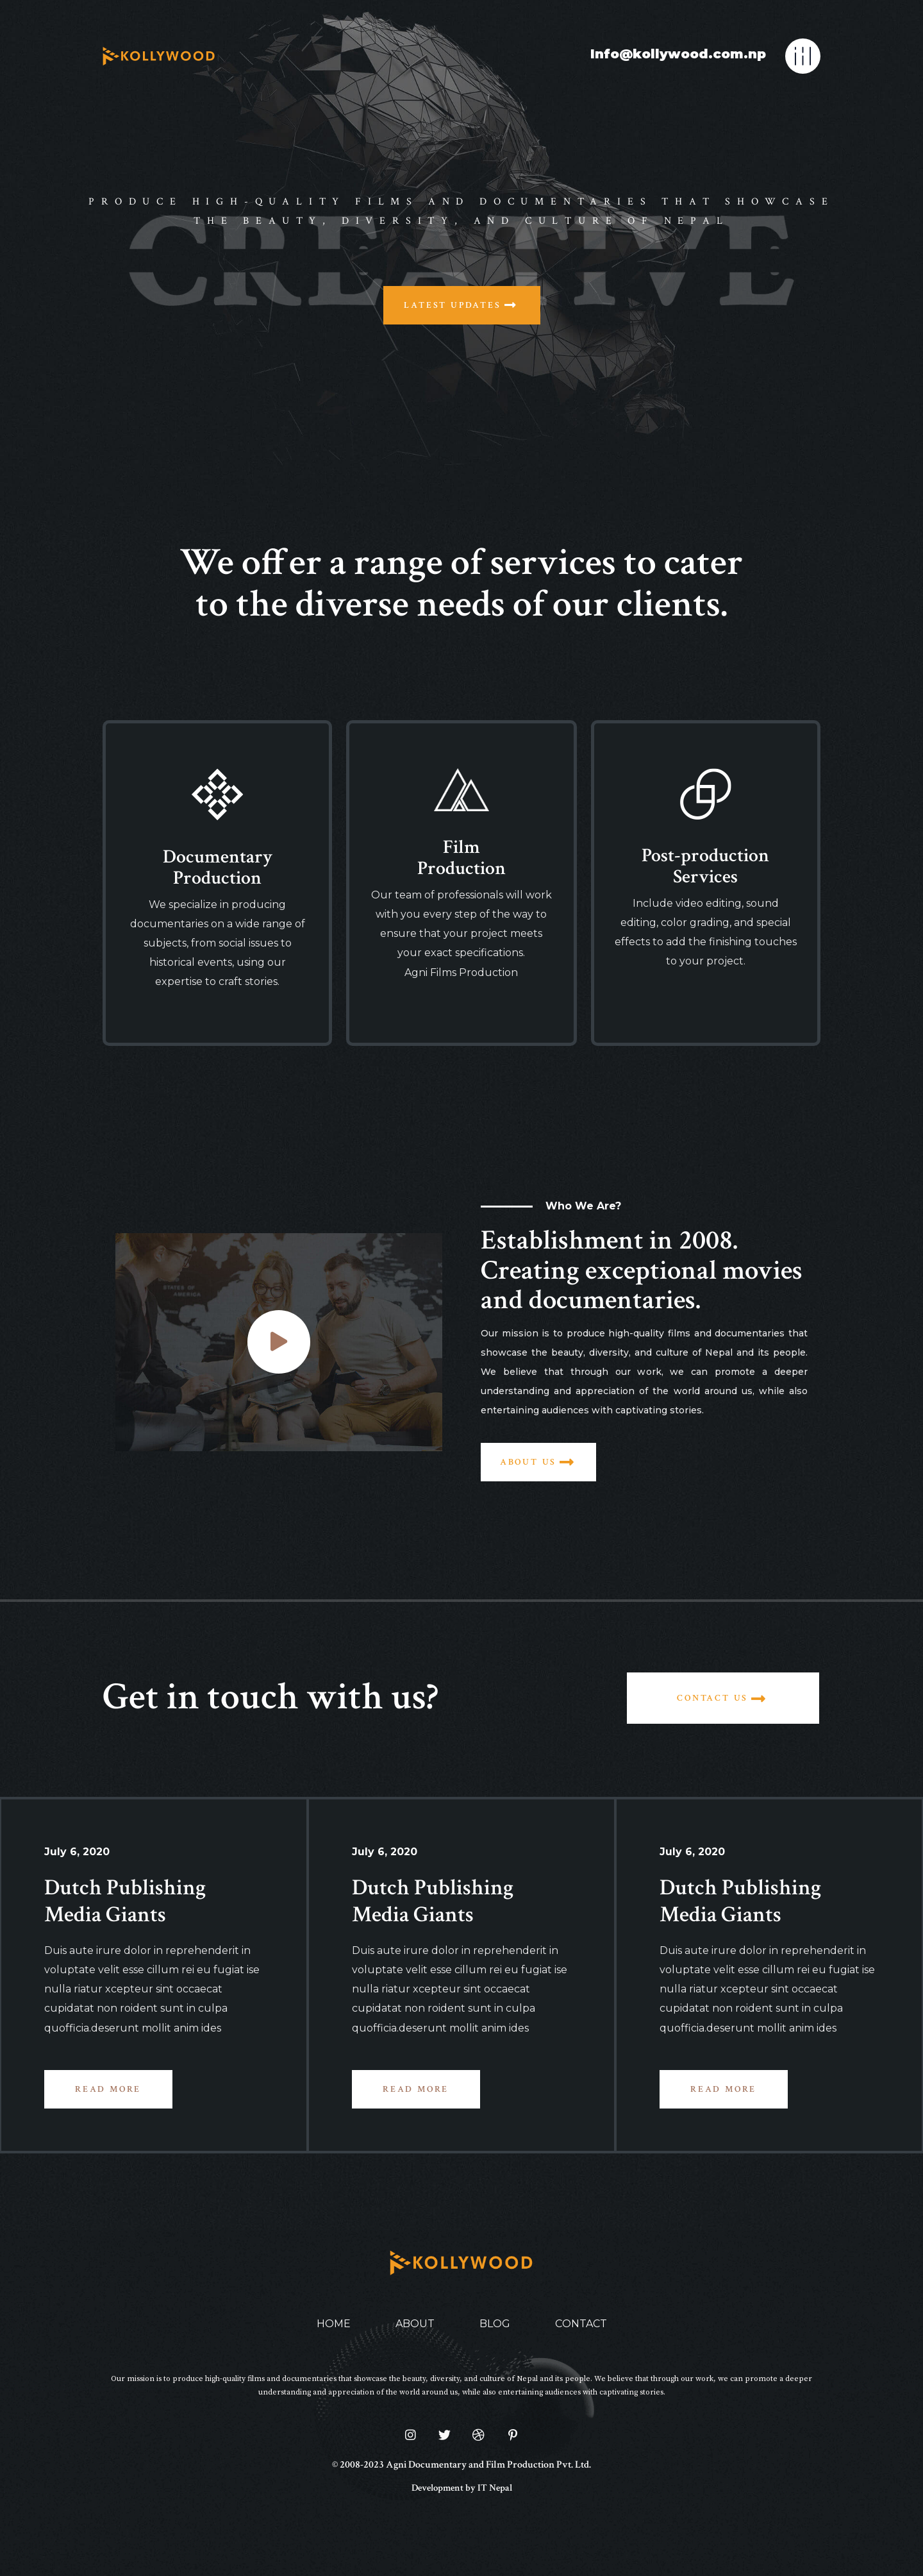 KOLLYWOOD
Info@kollywood.com.np
PRODUCE HIGH-QUALITY FILMS AND DOCUMENTARIES THAT SHOWCASE
THE BEAUTY, DIVERSITY, AND CULTURE OF NEPAL
CREATIVE
LATEST UPDATES
We offer a range of services to cater
to the diverse needs of our clients.
Documentary
Production
We specialize in producing
documentaries on a wide range of
subjects, from social issues to
historical events, using our
expertise to craft stories.
Film
Production
Our team of professionals will work
with you every step of the way to
ensure that your project meets
your exact specifications.
Agni Films Production
Post-production
Services
Include video editing, sound
editing, color grading, and special
effects to add the finishing touches
to your project.
STATES OF
AMERICA
Who We Are?
Establishment in 2008.
Creating exceptional movies
and documentaries.
Our mission is to produce high-quality films and documentaries that
showcase the beauty, diversity, and culture of Nepal and its people.
We believe that through our work, we can promote a deeper
understanding and appreciation of the world around us, while also
entertaining audiences with captivating stories.
ABOUT US
Get in touch with us?
CONTACT US
July 6, 2020
Dutch Publishing
Media Giants
Duis aute irure dolor in reprehenderit in
voluptate velit esse cillum rei eu fugiat ise
nulla riatur xcepteur sint occaecat
cupidatat non roident sunt in culpa
quofficia.deserunt mollit anim ides
READ MORE
July 6, 2020
Dutch Publishing
Media Giants
Duis aute irure dolor in reprehenderit in
voluptate velit esse cillum rei eu fugiat ise
nulla riatur xcepteur sint occaecat
cupidatat non roident sunt in culpa
quofficia.deserunt mollit anim ides
READ MORE
July 6, 2020
Dutch Publishing
Media Giants
Duis aute irure dolor in reprehenderit in
voluptate velit esse cillum rei eu fugiat ise
nulla riatur xcepteur sint occaecat
cupidatat non roident sunt in culpa
quofficia.deserunt mollit anim ides
READ MORE
KOLLYWOOD
HOME ABOUT BLOG CONTACT
Our mission is to produce high-quality films and documentaries that showcase the beauty, diversity, and culture of Nepal and its people. We believe that through our work, we can promote a deeper
understanding and appreciation of the world around us, while also entertaining audiences with captivating stories.
© 2008-2023 Agni Documentary and Film Production Pvt. Ltd.
Development by IT Nepal